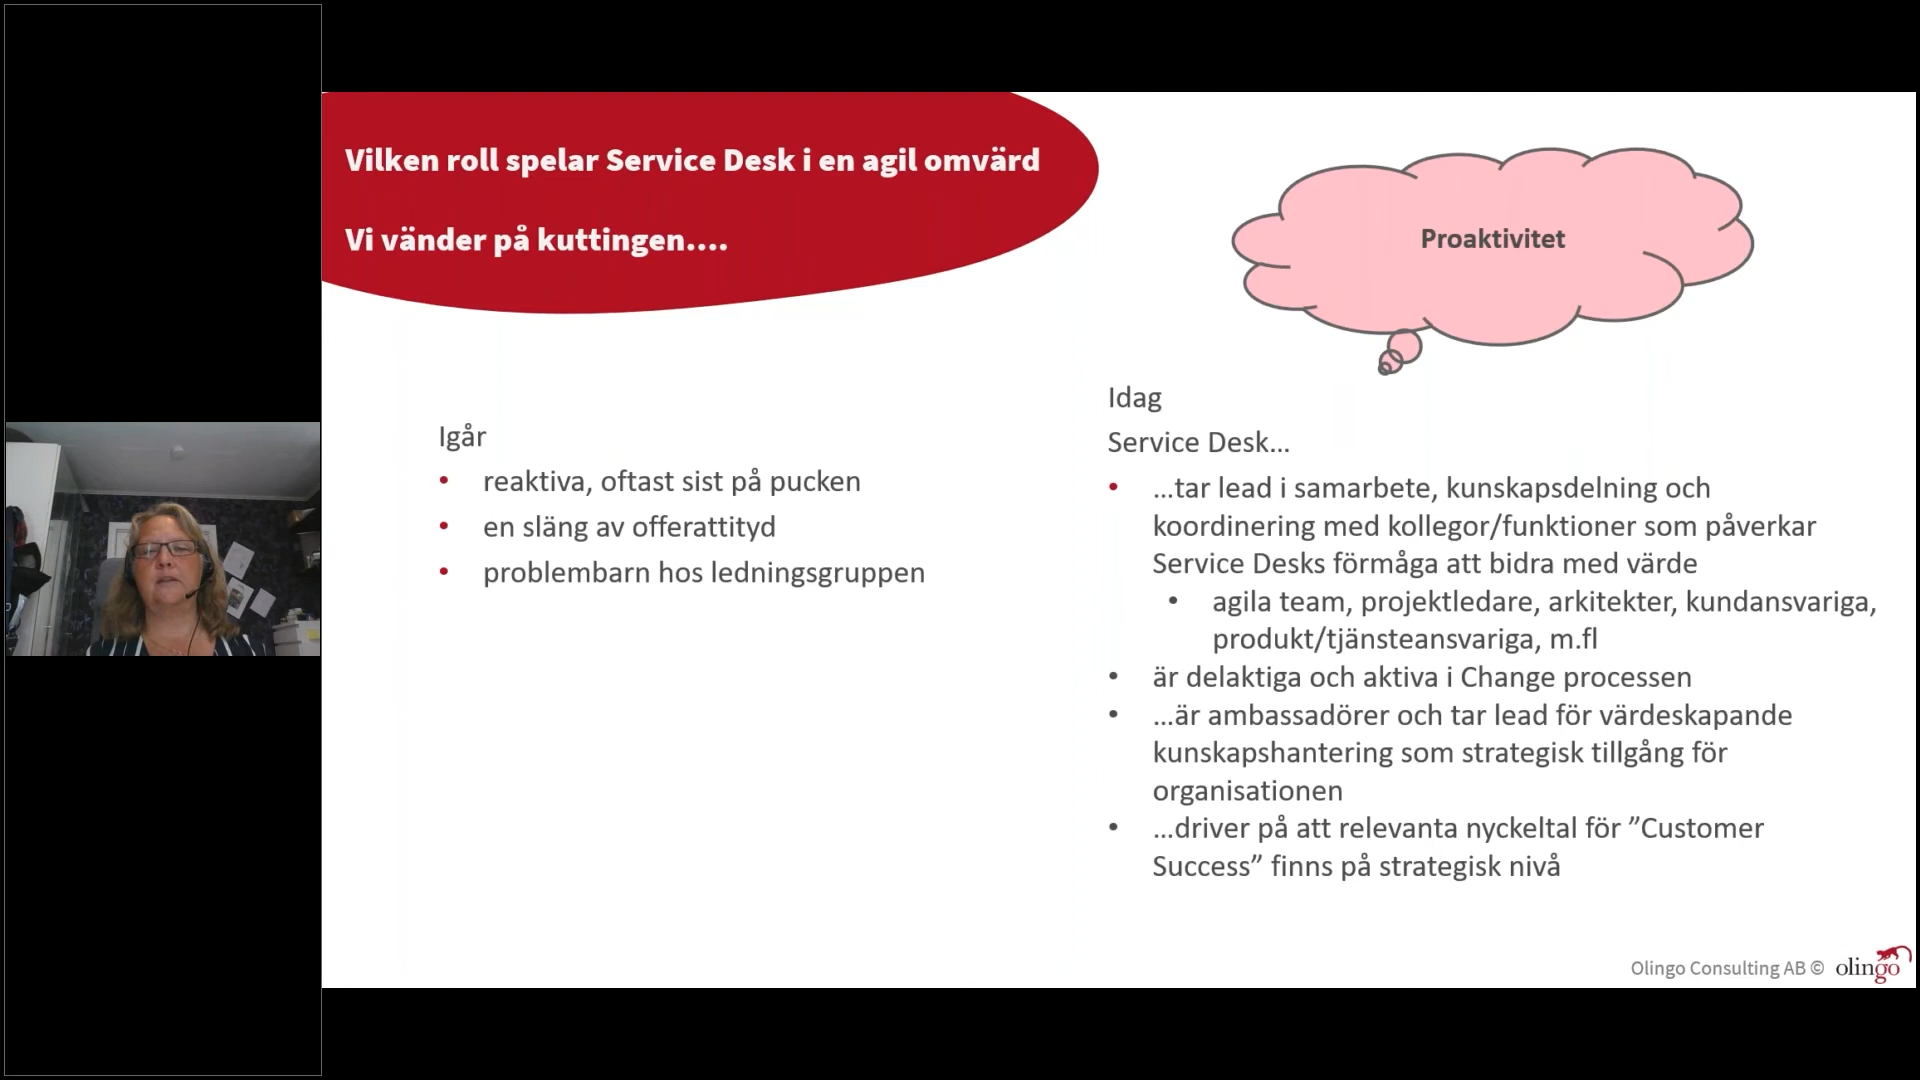 Vilken roll spelar Service Desk i en agil omvärd
Vi vänder på kuttingen....
Proaktivitet
Igår
• reaktiva, oftast sist på pucken
• en släng av offerattityd
• problembarn hos ledningsgruppen
Idag
Service Desk...
• ...tar lead i samarbete, kunskapsdelning och
koordinering med kollegor/funktioner som påverkar
Service Desks förmåga att bidra med värde
• agila team, projektledare, arkitekter, kundansvariga,
produkt/tjänsteansvariga, m.fl
• är delaktiga och aktiva i Change processen
• ...är ambassadörer och tar lead för värdeskapande
kunskapshantering som strategisk tillgång för
organisationen
• ...driver på att relevanta nyckeltal för ”Customer
Success” finns på strategisk nivå
Olingo Consulting AB © olingo